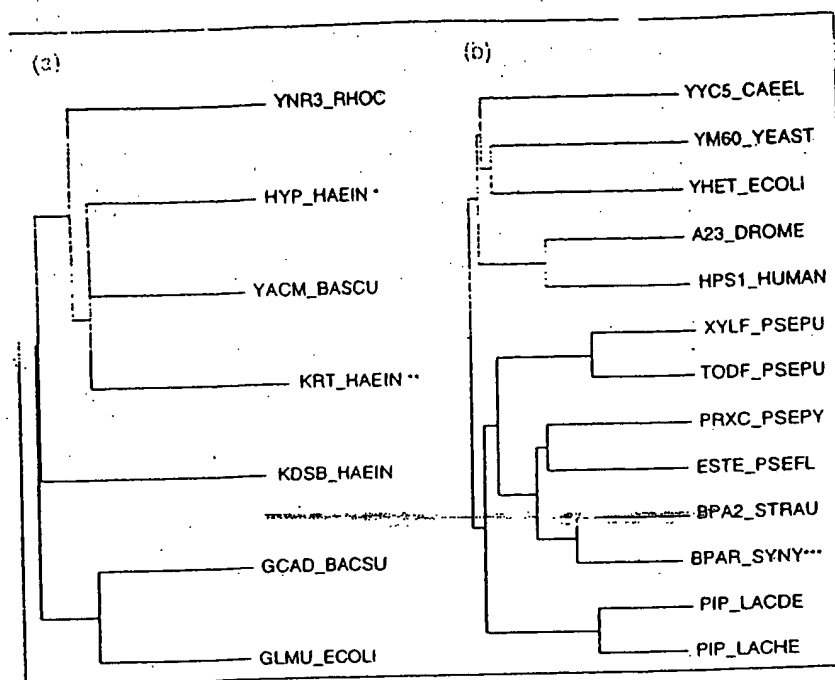 (a)
YNR3_RHOC
HYP_HAEIN *
YACM_BASCU
KRT_HAEIN **
KDSB_HAEIN
GCAD_BACSU
GLMU_ECOLI
(b)
YYC5_CAEEL
YM60_YEAST
YHET_ECOLI
A23_DROME
HPS1_HUMAN
XYLF_PSEPU
TODF_PSEPU
PRXC_PSEPY
ESTE_PSEFL
BPA2_STRAU
BPAR_SYNY***
PIP_LACDE
PIP_LACHE